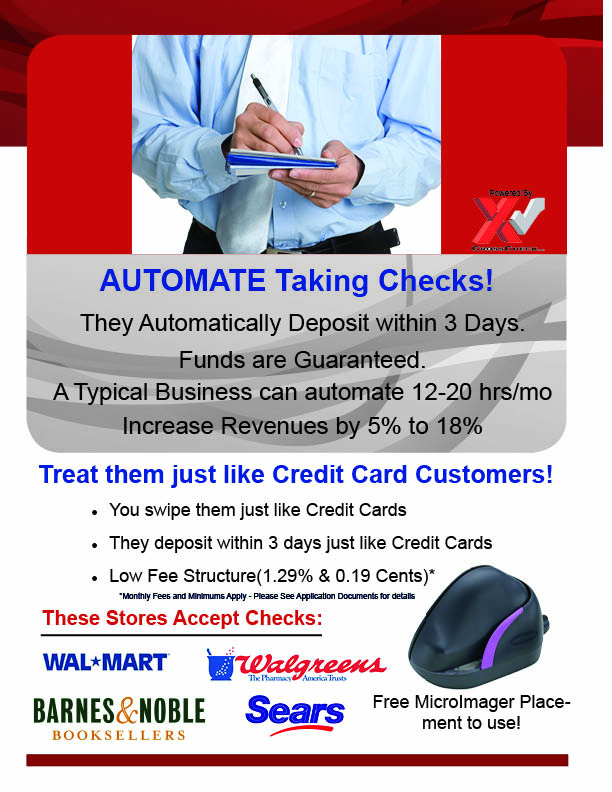 Powered By
AUTOMATE Taking Checks!
They Automatically Deposit within 3 Days.
Funds are Guaranteed.
A Typical Business can automate 12-20 hrs/mo
Increase Revenues by 5% to 18%
Treat them just like Credit Card Customers!
• You swipe them just like Credit Cards
• They deposit within 3 days just like Credit Cards
• Low Fee Structure(1.29% & 0.19 Cents)*
*Monthly Fees and Minimums Apply - Please See Application Documents for details
These Stores Accept Checks:
WAL★MART
Walgreens
The Pharmacy America Trusts
BARNES&NOBLE
BOOKSELLERS
Sears
Free MicroImager Place-
ment to use!